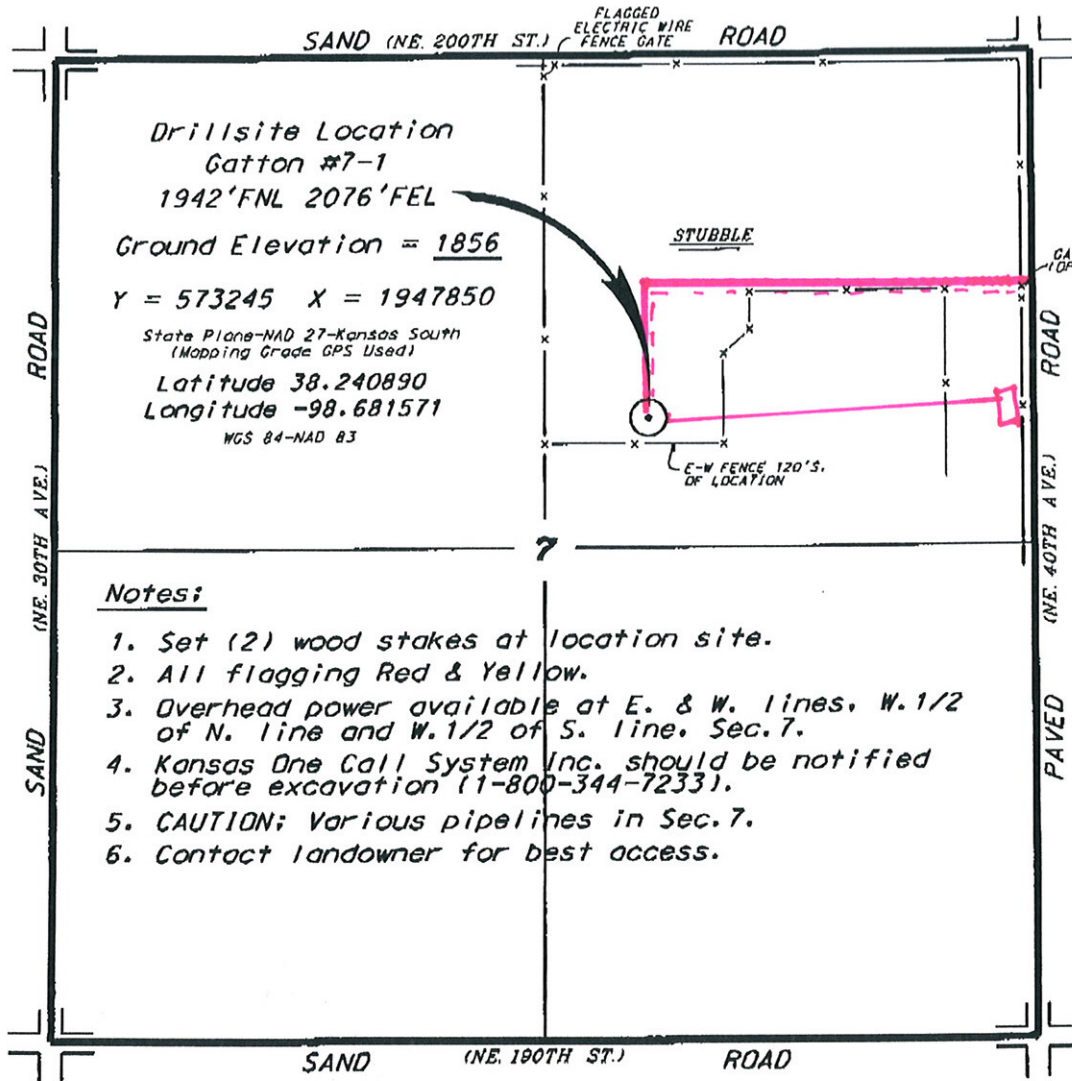 FLAGGED
ELECTRIC WIRE
FENCE GATE
SAND (NE. 200TH ST.) ROAD
Drillsite Location
Gatton #7-1
1942'FNL 2076'FEL
Ground Elevation = 1856
Y = 573245 X = 1947850
State Plane-NAD 27-Kansas South
(Mapping Grade GPS Used)
Latitude 38.240890
Longitude -98.681571
WGS 84-NAD 83
STUBBLE
E-W FENCE 120'S.
OF LOCATION
SAND (NE. 30TH AVE.) ROAD
PAVED (NE. 40TH AVE.) ROAD
7
Notes:
1. Set (2) wood stakes at location site.
2. All flagging Red & Yellow.
3. Overhead power available at E. & W. lines, W.1/2
of N. line and W.1/2 of S. line, Sec.7.
4. Kansas One Call System Inc. should be notified
before excavation (1-800-344-7233).
5. CAUTION: Various pipelines in Sec.7.
6. Contact landowner for best access.
SAND (NE. 190TH ST.) ROAD